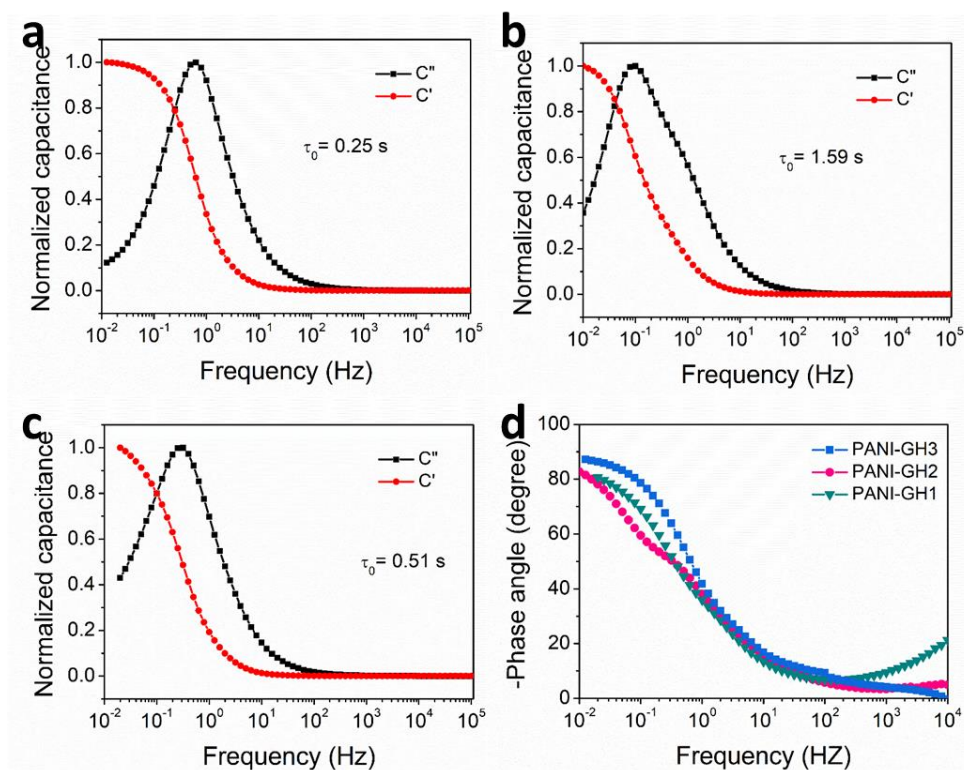 a
Normalized capacitance
1.0
0.8
0.6
0.4
0.2
0.0
C"
C'
τ₀= 0.25 s
10⁻² 10⁻¹ 10⁰ 10¹ 10² 10³ 10⁴ 10⁵
Frequency (Hz)
b
Normalized capacitance
1.0
0.8
0.6
0.4
0.2
0.0
C"
C'
τ₀= 1.59 s
10⁻² 10⁻¹ 10⁰ 10¹ 10² 10³ 10⁴ 10⁵
Frequency (Hz)
c
Normalized capacitance
1.0
0.8
0.6
0.4
0.2
0.0
C"
C'
τ₀= 0.51 s
10⁻² 10⁻¹ 10⁰ 10¹ 10² 10³ 10⁴ 10⁵
Frequency (Hz)
d
-Phase angle (degree)
100
80
60
40
20
0
PANI-GH3
PANI-GH2
PANI-GH1
10⁻² 10⁻¹ 10⁰ 10¹ 10² 10³ 10⁴
Frequency (HZ)